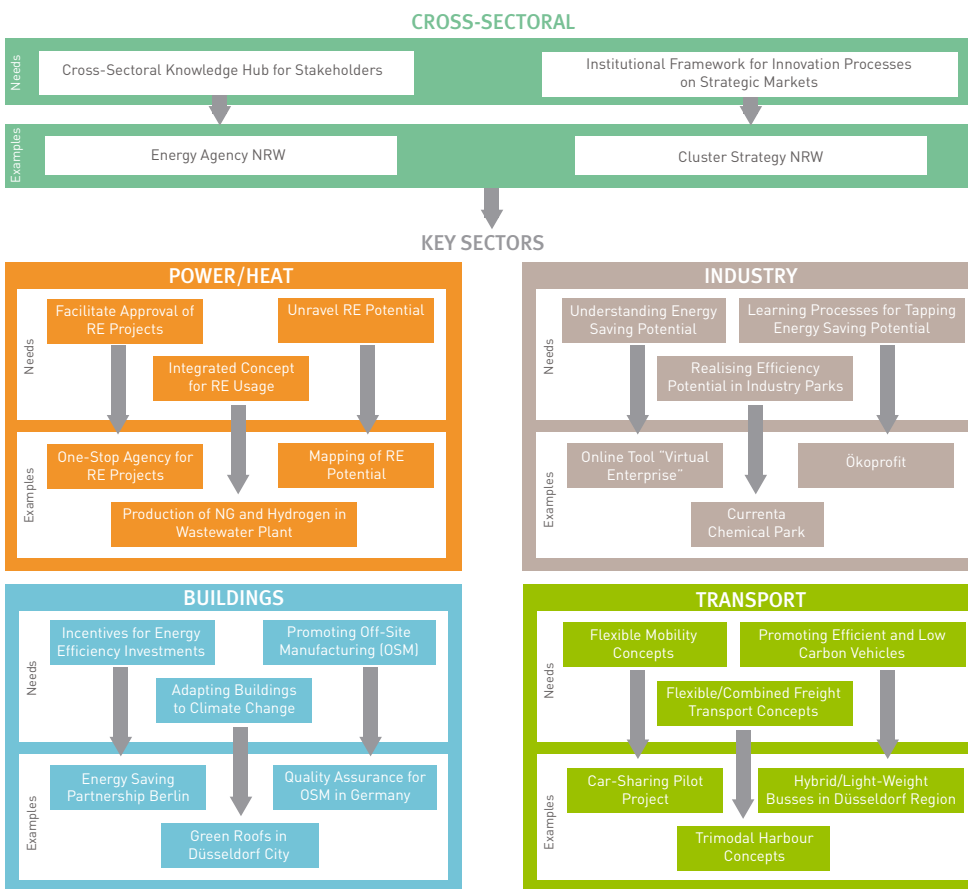 CROSS-SECTORAL
Needs
Cross-Sectoral Knowledge Hub for Stakeholders
Institutional Framework for Innovation Processes
on Strategic Markets
Examples
Energy Agency NRW
Cluster Strategy NRW
KEY SECTORS
POWER/HEAT
Needs
Facilitate Approval of
RE Projects
Unravel RE Potential
Integrated Concept
for RE Usage
Examples
One-Stop Agency for
RE Projects
Mapping of RE
Potential
Production of NG and Hydrogen in
Wastewater Plant
INDUSTRY
Needs
Understanding Energy
Saving Potential
Learning Processes for Tapping
Energy Saving Potential
Realising Efficiency
Potential in Industry Parks
Examples
Online Tool “Virtual
Enterprise”
Ökoprofit
Currenta
Chemical Park
BUILDINGS
Needs
Incentives for Energy
Efficiency Investments
Promoting Off-Site
Manufacturing (OSM)
Adapting Buildings
to Climate Change
Examples
Energy Saving
Partnership Berlin
Quality Assurance for
OSM in Germany
Green Roofs in
Düsseldorf City
TRANSPORT
Needs
Flexible Mobility
Concepts
Promoting Efficient and Low
Carbon Vehicles
Flexible/Combined Freight
Transport Concepts
Examples
Car-Sharing Pilot
Project
Hybrid/Light-Weight
Busses in Düsseldorf Region
Trimodal Harbour
Concepts